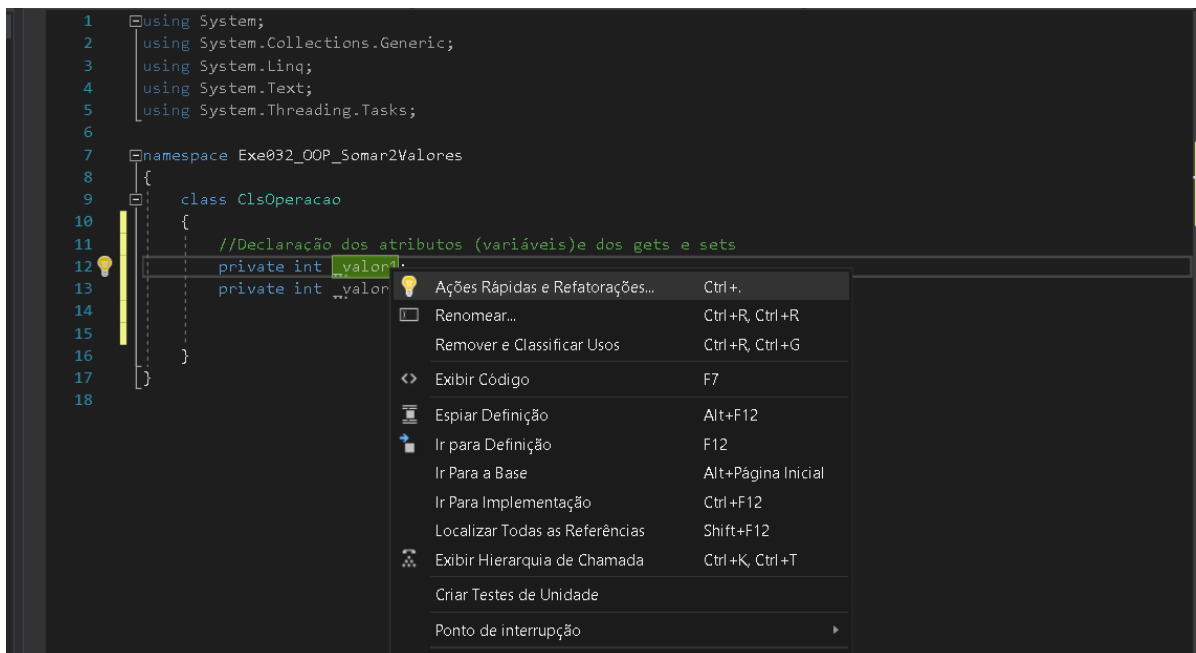 1 using System;
2 using System.Collections.Generic;
3 using System.Linq;
4 using System.Text;
5 using System.Threading.Tasks;
6
7 namespace Exe032_OOP_Somar2Valores
8 {
9 class ClsOperacao
10 {
11 //Declaração dos atributos (variáveis)e dos gets e sets
12 private int _valor1;
13 private int _valor
14
15
16 }
17 }
18
Ações Rápidas e Refatorações... Ctrl+.
Renomear... Ctrl+R, Ctrl+R
Remover e Classificar Usos Ctrl+R, Ctrl+G
Exibir Código F7
Espiar Definição Alt+F12
Ir para Definição F12
Ir Para a Base Alt+Página Inicial
Ir Para Implementação Ctrl+F12
Localizar Todas as Referências Shift+F12
Exibir Hierarquia de Chamada Ctrl+K, Ctrl+T
Criar Testes de Unidade
Ponto de interrupção